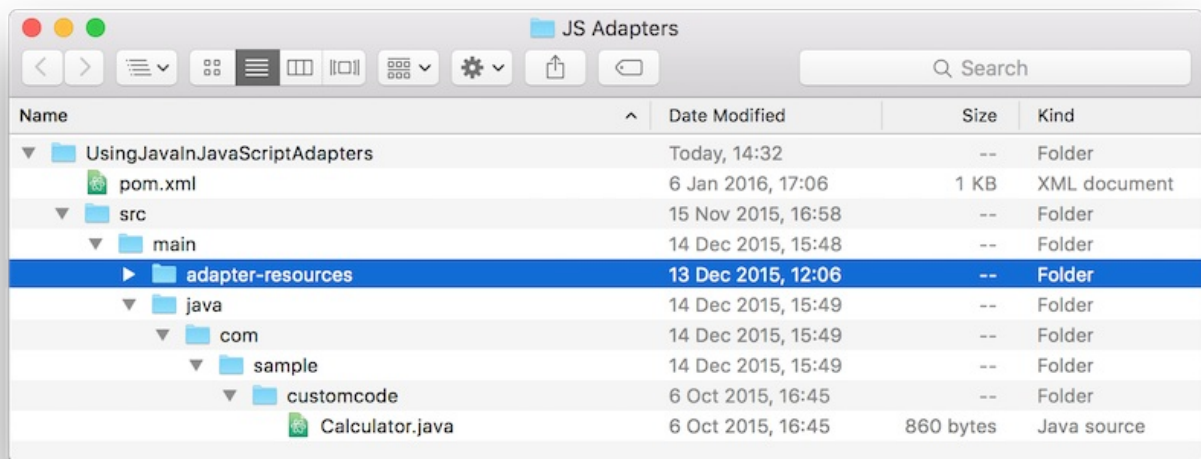 JS Adapters
Search
Name Date Modified Size Kind
UsingJavaInJavaScriptAdapters Today, 14:32 -- Folder
pom.xml 6 Jan 2016, 17:06 1 KB XML document
src 15 Nov 2015, 16:58 -- Folder
main 14 Dec 2015, 15:48 -- Folder
adapter-resources 13 Dec 2015, 12:06 -- Folder
java 14 Dec 2015, 15:49 -- Folder
com 14 Dec 2015, 15:49 -- Folder
sample 14 Dec 2015, 15:49 -- Folder
customcode 6 Oct 2015, 16:45 -- Folder
Calculator.java 6 Oct 2015, 16:45 860 bytes Java source